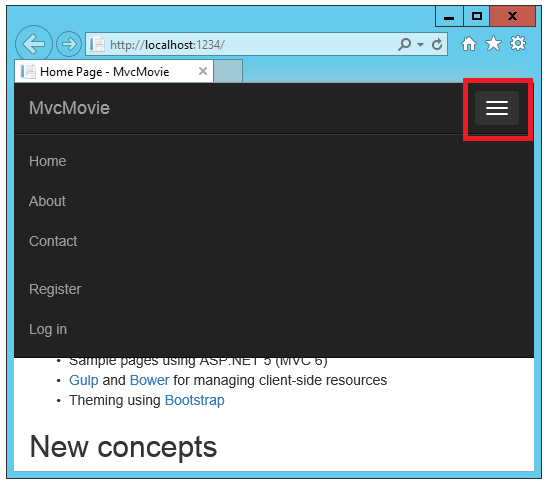 http://localhost:1234/
Home Page - MvcMovie
MvcMovie
Home
About
Contact
Register
Log in
• Sample pages using ASP.NET 5 (MVC 6)
• Gulp and Bower for managing client-side resources
• Theming using Bootstrap
New concepts